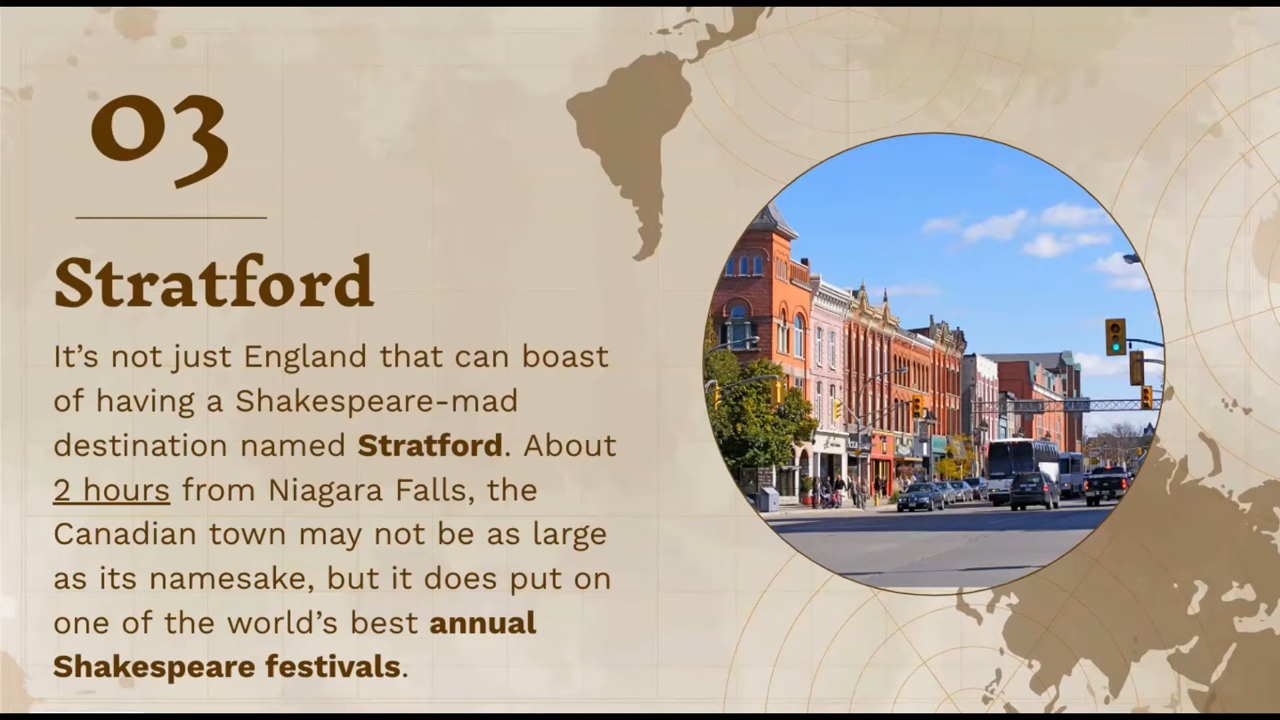 03
Stratford
It’s not just England that can boast
of having a Shakespeare-mad
destination named Stratford. About
2 hours from Niagara Falls, the
Canadian town may not be as large
as its namesake, but it does put on
one of the world’s best annual
Shakespeare festivals.